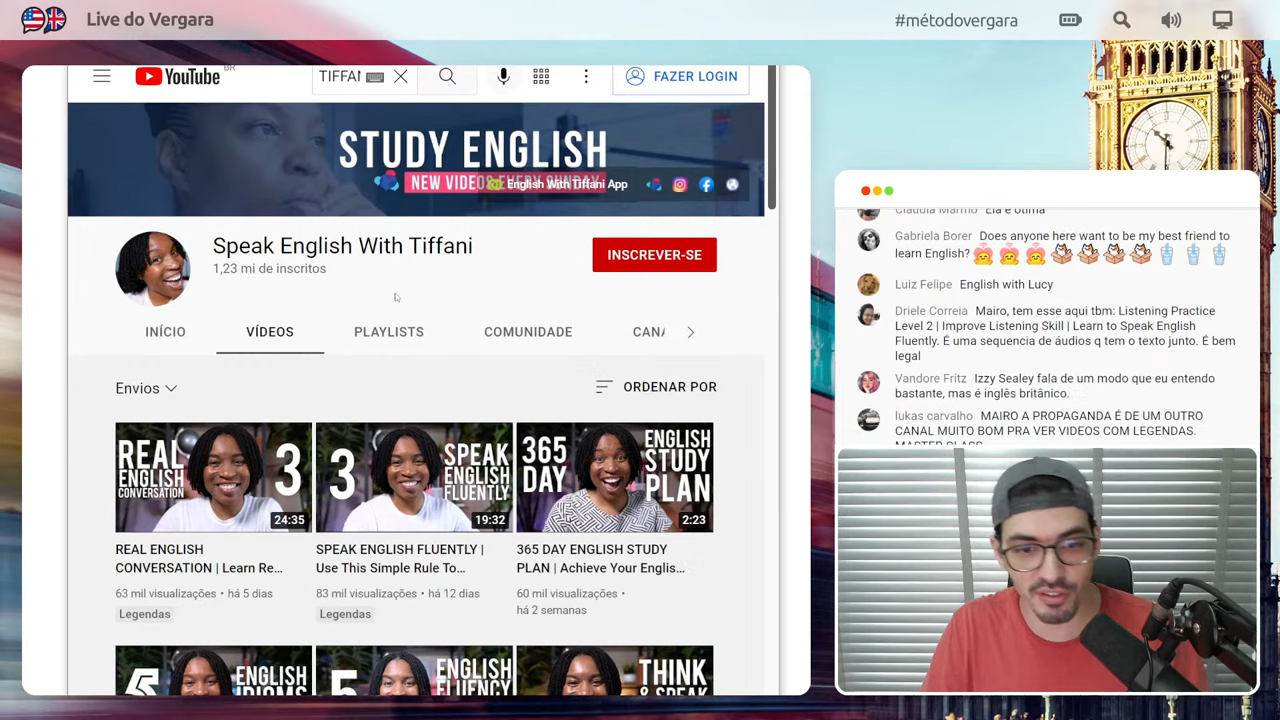 Live do Vergara
#métodovergara
YouTube BR
TIFFAN
FAZER LOGIN
STUDY ENGLISH
English With Tiffani App
Speak English With Tiffani
1,23 mi de inscritos
INSCREVER-SE
INÍCIO
VÍDEOS
PLAYLISTS
COMUNIDADE
CANA
Envios
ORDENAR POR
REAL
ENGLISH
CONVERSATION
3
24:35
3
SPEAK
ENGLISH
FLUENTLY
19:32
365
DAY
ENGLISH
STUDY
PLAN
2:23
REAL ENGLISH
CONVERSATION | Learn Re...
63 mil visualizações • há 5 dias
Legendas
SPEAK ENGLISH FLUENTLY |
Use This Simple Rule To...
83 mil visualizações • há 12 dias
Legendas
365 DAY ENGLISH STUDY
PLAN | Achieve Your Englis...
60 mil visualizações •
há 2 semanas
5
ENGLISH
IDIOMS
5
ENGLISH
FLUENCY
THINK
& SPEAK
Claudia Marmo Ela é ótima
Gabriela Borer Does anyone here want to be my best friend to
learn English?
Luiz Felipe English with Lucy
Driele Correia Mairo, tem esse aqui tbm: Listening Practice
Level 2 | Improve Listening Skill | Learn to Speak English
Fluently. É uma sequencia de áudios q tem o texto junto. É bem
legal
Vandore Fritz Izzy Sealey fala de um modo que eu entendo
bastante, mas é inglês britânico.
lukas carvalho MAIRO A PROPAGANDA É DE UM OUTRO
CANAL MUITO BOM PRA VER VIDEOS COM LEGENDAS.
MASTER CLASS